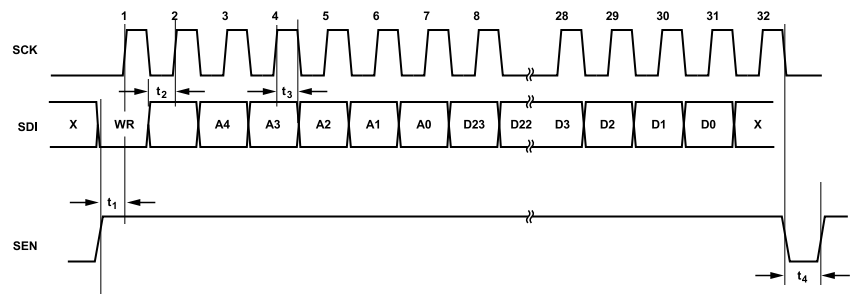 1 2 3 4 5 6 7 8 28 29 30 31 32
SCK
t2 t3
SDI X WR A4 A3 A2 A1 A0 D23 D22 D3 D2 D1 D0 X
t1
SEN
t4